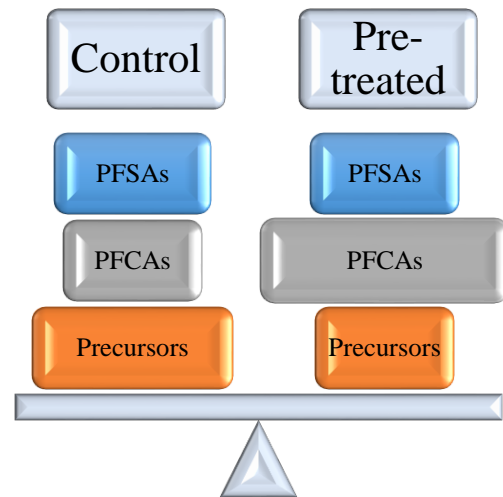 Control
Pre-
treated
PFSAs
PFSAs
PFCAs
PFCAs
Precursors
Precursors